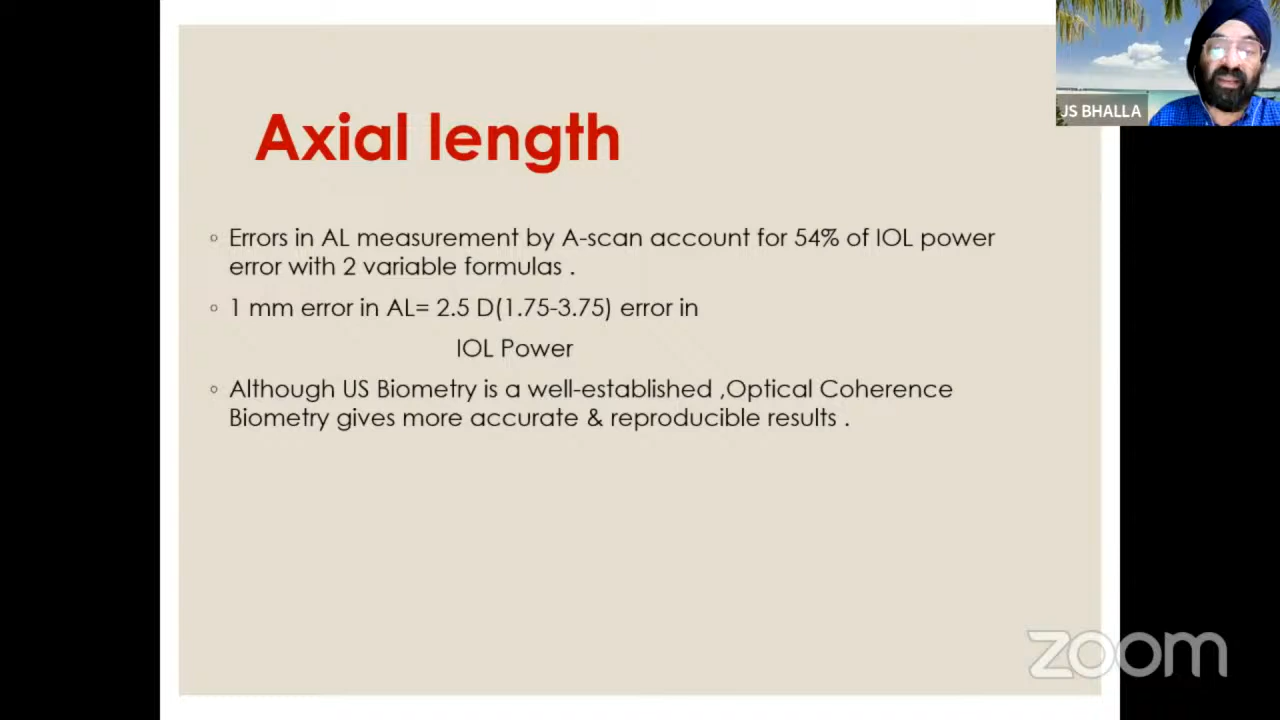 JS BHALLA
Axial length
Errors in AL measurement by A-scan account for 54% of IOL power
error with 2 variable formulas .
1 mm error in AL= 2.5 D(1.75-3.75) error in
IOL Power
Although US Biometry is a well-established ,Optical Coherence
Biometry gives more accurate & reproducible results .
zoom